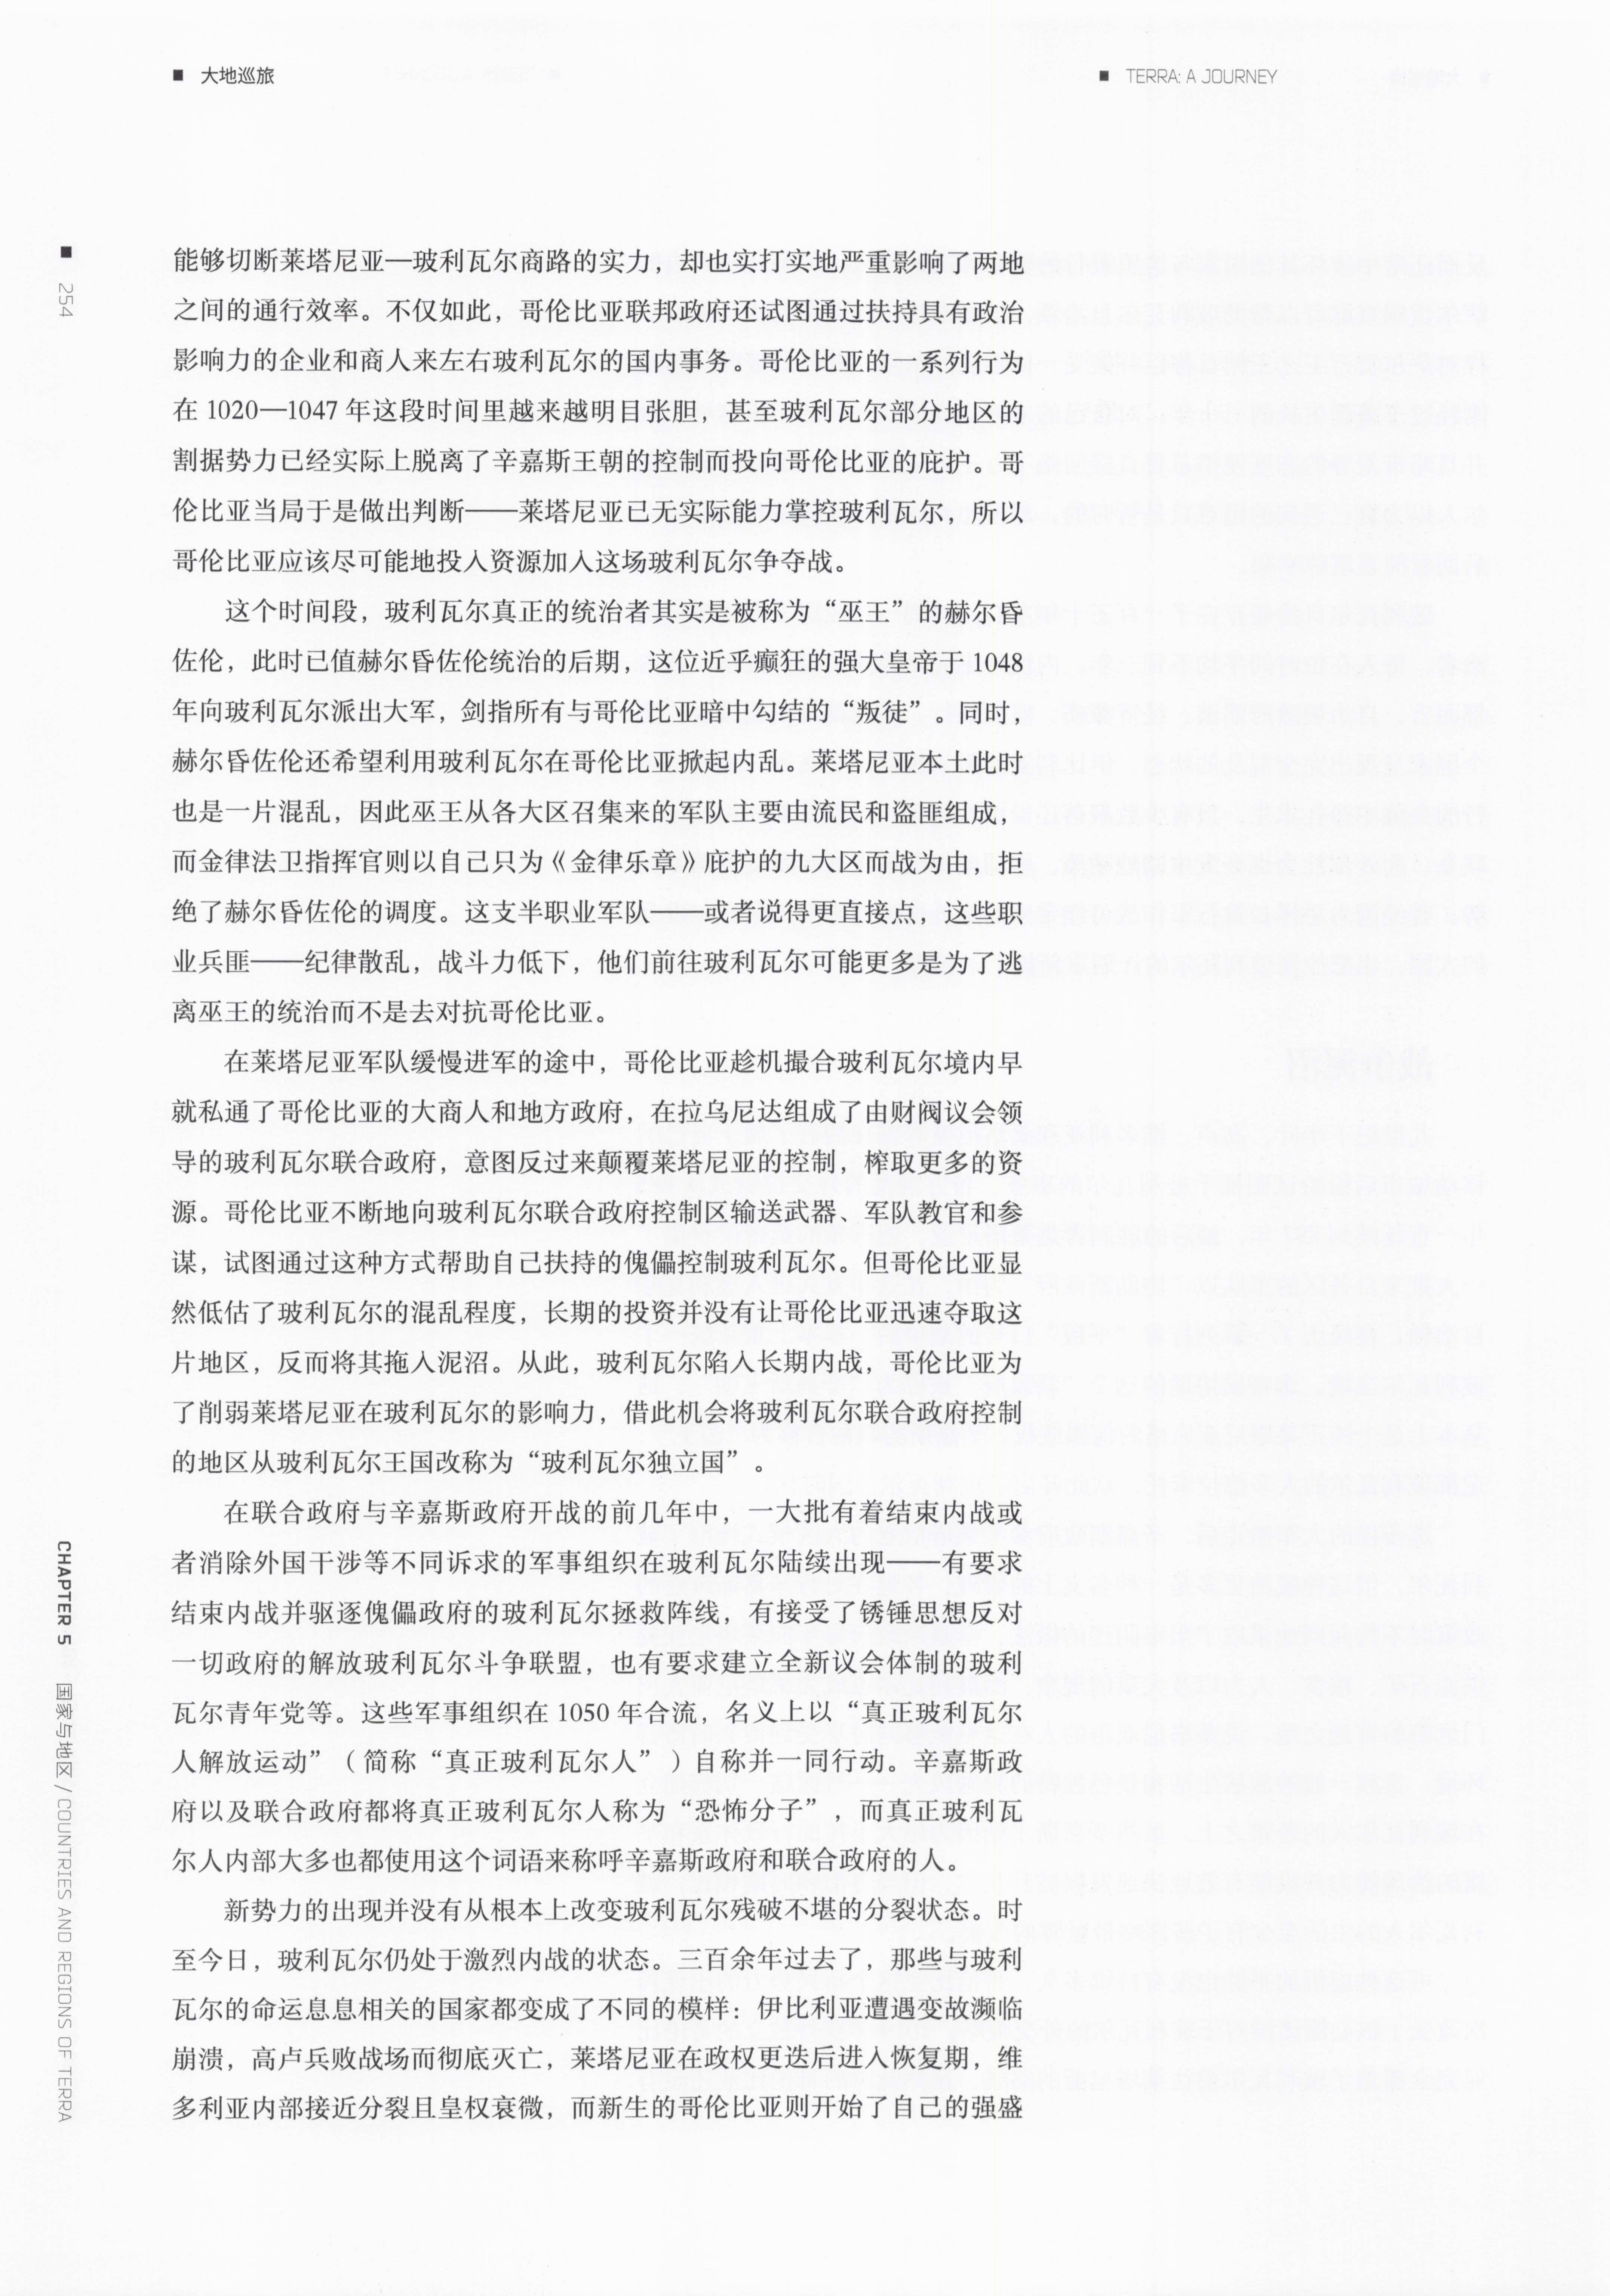 ■ 大地巡旅
■ TERRA: A JOURNEY
■ 254
能够切断莱塔尼亚—玻利瓦尔商路的实力，却也实打实地严重影响了两地
之间的通行效率。不仅如此，哥伦比亚联邦政府还试图通过扶持具有政治
影响力的企业和商人来左右玻利瓦尔的国内事务。哥伦比亚的一系列行为
在 1020—1047 年这段时间里越来越明目张胆，甚至玻利瓦尔部分地区的
割据势力已经实际上脱离了辛嘉斯王朝的控制而投向哥伦比亚的庇护。哥
伦比亚当局于是做出判断——莱塔尼亚已无实际能力掌控玻利瓦尔，所以
哥伦比亚应该尽可能地投入资源加入这场玻利瓦尔争夺战。
这个时间段，玻利瓦尔真正的统治者其实是被称为“巫王”的赫尔昏
佐伦，此时已值赫尔昏佐伦统治的后期，这位近乎癫狂的强大皇帝于 1048
年向玻利瓦尔派出大军，剑指所有与哥伦比亚暗中勾结的“叛徒”。同时，
赫尔昏佐伦还希望利用玻利瓦尔在哥伦比亚掀起内乱。莱塔尼亚本土此时
也是一片混乱，因此巫王从各大区召集来的军队主要由流民和盗匪组成，
而金律法卫指挥官则以自己只为《金律乐章》庇护的九大区而战为由，拒
绝了赫尔昏佐伦的调度。这支半职业军队——或者说得更直接点，这些职
业兵匪——纪律散乱，战斗力低下，他们前往玻利瓦尔可能更多是为了逃
离巫王的统治而不是去对抗哥伦比亚。
在莱塔尼亚军队缓慢进军的途中，哥伦比亚趁机撮合玻利瓦尔境内早
就私通了哥伦比亚的大商人和地方政府，在拉乌尼达组成了由财阀议会领
导的玻利瓦尔联合政府，意图反过来颠覆莱塔尼亚的控制，榨取更多的资
源。哥伦比亚不断地向玻利瓦尔联合政府控制区输送武器、军队教官和参
谋，试图通过这种方式帮助自己扶持的傀儡控制玻利瓦尔。但哥伦比亚显
然低估了玻利瓦尔的混乱程度，长期的投资并没有让哥伦比亚迅速夺取这
片地区，反而将其拖入泥沼。从此，玻利瓦尔陷入长期内战，哥伦比亚为
了削弱莱塔尼亚在玻利瓦尔的影响力，借此机会将玻利瓦尔联合政府控制
的地区从玻利瓦尔王国改称为“玻利瓦尔独立国”。
在联合政府与辛嘉斯政府开战的前几年中，一大批有着结束内战或
者消除外国干涉等不同诉求的军事组织在玻利瓦尔陆续出现——有要求
结束内战并驱逐傀儡政府的玻利瓦尔拯救阵线，有接受了锈锤思想反对
一切政府的解放玻利瓦尔斗争联盟，也有要求建立全新议会体制的玻利
瓦尔青年党等。这些军事组织在 1050 年合流，名义上以“真正玻利瓦尔
人解放运动”（简称“真正玻利瓦尔人”）自称并一同行动。辛嘉斯政
府以及联合政府都将真正玻利瓦尔人称为“恐怖分子”，而真正玻利瓦
尔人内部大多也都使用这个词语来称呼辛嘉斯政府和联合政府的人。
新势力的出现并没有从根本上改变玻利瓦尔残破不堪的分裂状态。时
至今日，玻利瓦尔仍处于激烈内战的状态。三百余年过去了，那些与玻利
瓦尔的命运息息相关的国家都变成了不同的模样：伊比利亚遭遇变故濒临
崩溃，高卢兵败战场而彻底灭亡，莱塔尼亚在政权更迭后进入恢复期，维
多利亚内部接近分裂且皇权衰微，而新生的哥伦比亚则开始了自己的强盛
CHAPTER 5 国家与地区 / COUNTRIES AND REGIONS OF TERRA